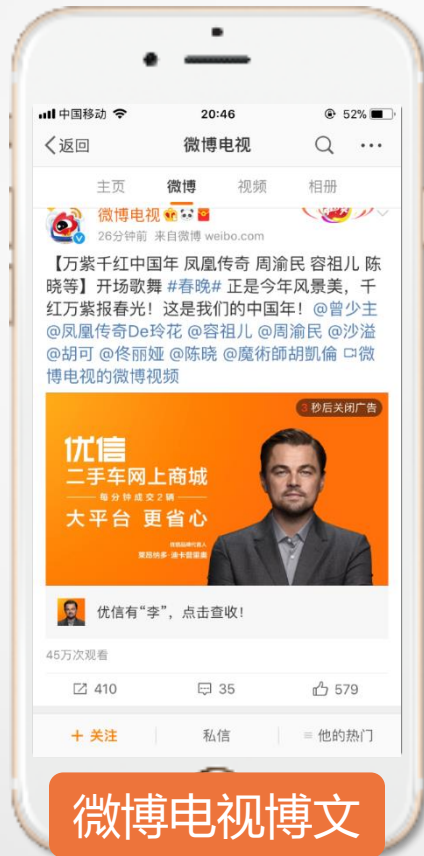 中国移动 20:46 52%
返回 微博电视
主页 微博 视频 相册
微博电视
26分钟前 来自微博 weibo.com
【万紫千红中国年 凤凰传奇 周渝民 容祖儿 陈
晓等】开场歌舞 #春晚# 正是今年风景美，千
红万紫报春光！这是我们的中国年！@曾少主
@凤凰传奇De玲花 @容祖儿 @周渝民 @沙溢
@胡可 @佟丽娅 @陈晓 @魔術師胡凱倫 微
博电视的微博视频
3 秒后关闭广告
优信
二手车网上商城
每分钟成交2辆
大平台 更省心
莱昂纳多·迪卡普里奥
优信有“李”，点击查收！
45万次观看
410 35 579
+ 关注 私信 他的热门
微博电视博文